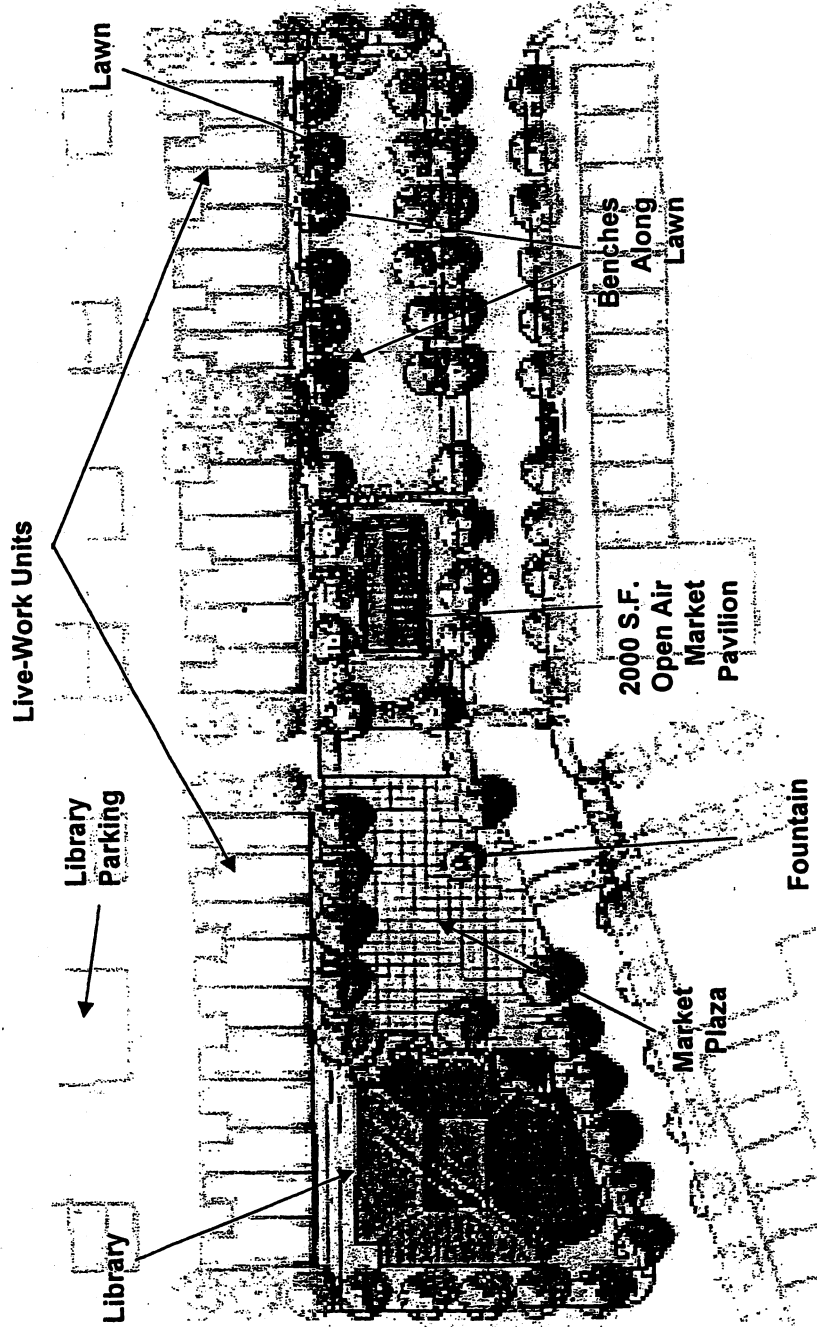 Live-Work Units
Library
Library
Parking
Lawn
Benches
Along
Lawn
2000 S.F.
Open Air
Market
Pavilion
Market
Plaza
Fountain